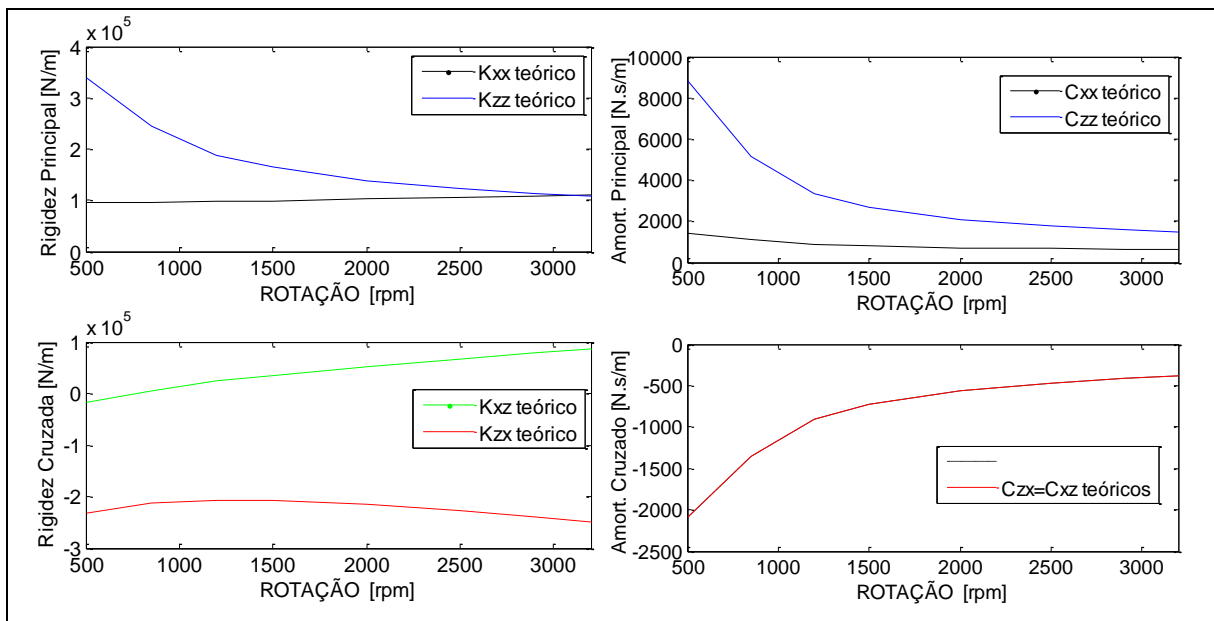 x 10^5
Rigidez Principal [N/m]
4
3
2
1
0
Kxx teórico
Kzz teórico
500 1000 1500 2000 2500 3000
ROTAÇÃO [rpm]
Amort. Principal [N.s/m]
10000
8000
6000
4000
2000
0
Cxx teórico
Czz teórico
500 1000 1500 2000 2500 3000
ROTAÇÃO [rpm]
x 10^5
Rigidez Cruzada [N/m]
1
0
-1
-2
-3
Kxz teórico
Kzx teórico
500 1000 1500 2000 2500 3000
ROTAÇÃO [rpm]
Amort. Cruzado [N.s/m]
0
-500
-1000
-1500
-2000
-2500
Czx=Cxz teóricos
500 1000 1500 2000 2500 3000
ROTAÇÃO [rpm]